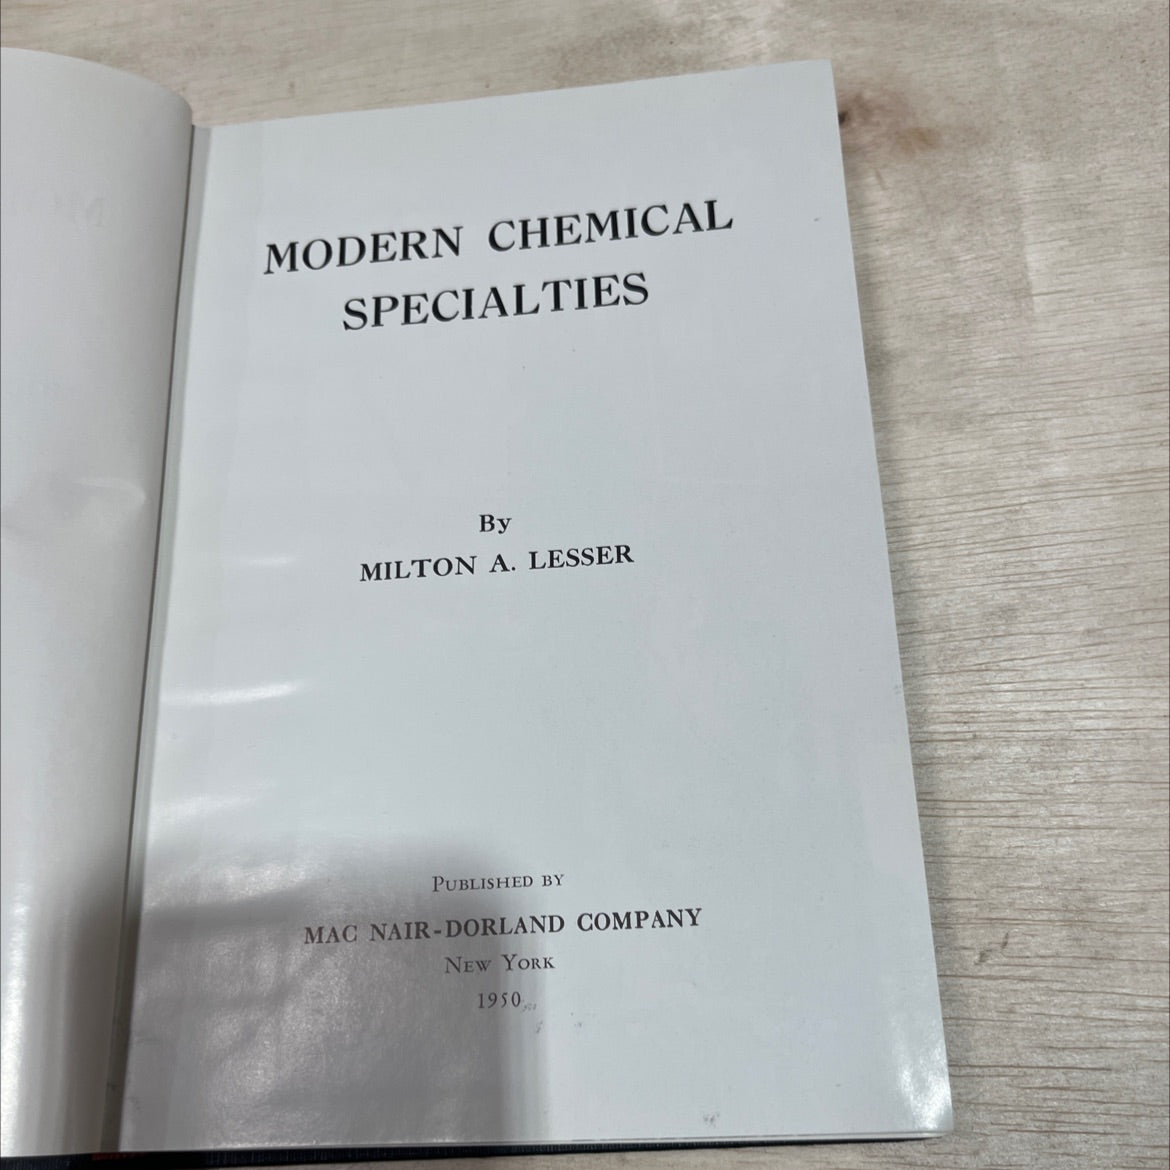 MODERN CHEMICAL
SPECIALTIES
By
MILTON A. LESSER
PUBLISHED BY
MAC NAIR-DORLAND COMPANY
NEW YORK
1950